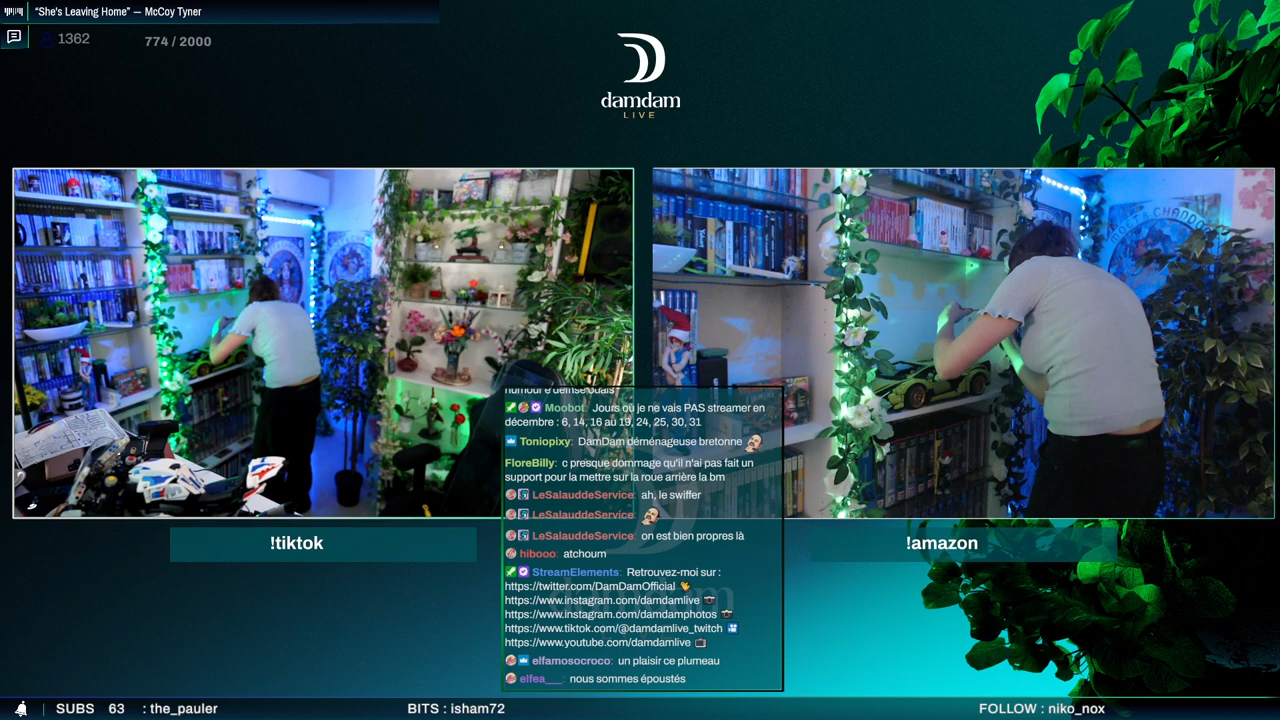 “She's Leaving Home” — McCoy Tyner
1362
774 / 2000
damdam
LIVE
Moobot: Jours où je ne vais PAS streamer en
décembre : 6, 14, 16 au 19, 24, 25, 30, 31
Toniopixy: DamDam déménageuse bretonne
FloreBilly: c presque dommage qu'il n'ai pas fait un
support pour la mettre sur la roue arrière la bm
LeSalauddeService: ah, le swiffer
LeSalauddeService:
LeSalauddeService: on est bien propres là
hibooo: atchoum
StreamElements: Retrouvez-moi sur :
https://twitter.com/DamDamOfficial
https://www.instagram.com/damdamlive
https://www.instagram.com/damdamphotos
https://www.tiktok.com/@damdamlive_twitch
https://www.youtube.com/damdamlive
elfamosocroco: un plaisir ce plumeau
elfea___: nous sommes époustés
!tiktok
!amazon
SUBS 63 : the_pauler
BITS : isham72
FOLLOW : niko_nox